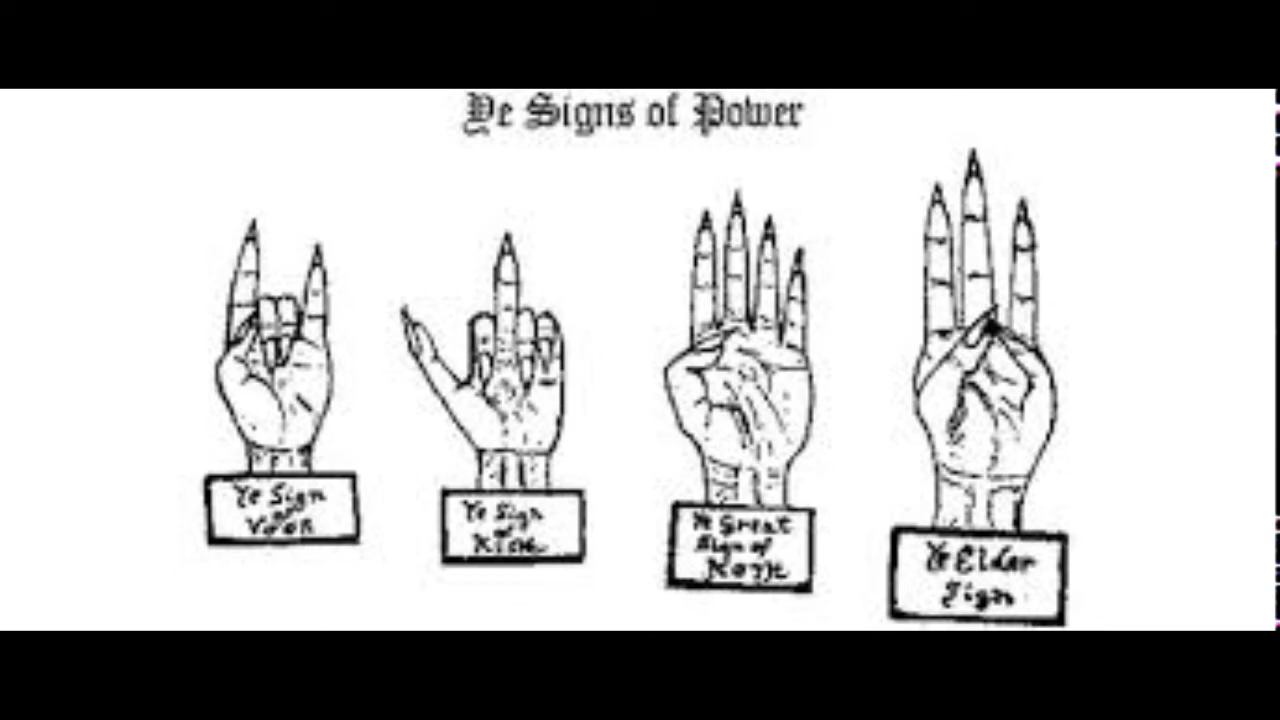 Ye Signs of Power
Ye Sign
of
Voor
Ye Sign
of
Kish
Ye Great
Sign of
Koth
Ye Elder
Sign